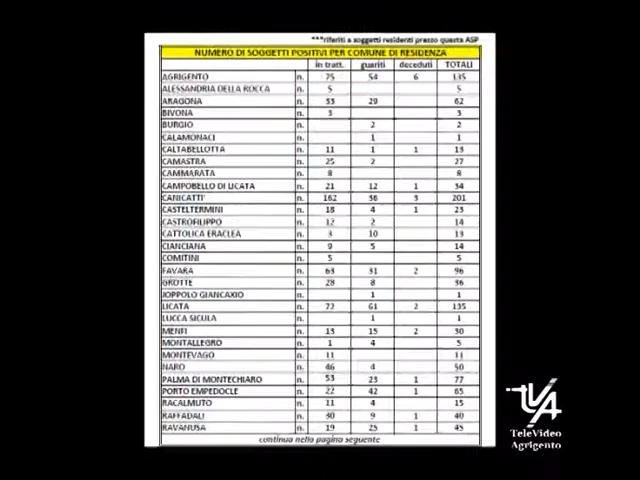 ***riferiti a soggetti residenti presso questa ASP
NUMERO DI SOGGETTI POSITIVI PER COMUNE DI RESIDENZA
in tratt. guariti deceduti TOTALI
AGRIGENTO n. 75 54 6 135
ALESSANDRIA DELLA ROCCA n. 5 5
ARAGONA n. 33 29 62
BIVONA n. 3 3
BURGIO n. 2 2
CALAMONACI n. 1 1
CALTABELLOTTA n. 11 1 1 13
CAMASTRA n. 25 2 27
CAMMARATA n. 8 8
CAMPOBELLO DI LICATA n. 21 12 1 34
CANICATTI' n. 162 36 3 201
CASTELTERMINI n. 18 4 1 23
CASTROFILIPPO n. 12 2 14
CATTOLICA ERACLEA n. 3 10 13
CIANCIANA n. 9 5 14
COMITINI n. 5 5
FAVARA n. 63 31 2 96
GROTTE n. 28 8 36
JOPPOLO GIANCAXIO n. 1 1
LICATA n. 72 61 2 135
LUCCA SICULA n. 1 1
MENFI n. 13 15 2 30
MONTALLEGRO n. 1 4 5
MONTEVAGO n. 11 11
NARO n. 46 4 50
PALMA DI MONTECHIARO n. 53 23 1 77
PORTO EMPEDOCLE n. 22 42 1 65
RACALMUTO n. 11 4 15
RAFFADALI n. 30 9 1 40
RAVANUSA n. 19 25 1 45
continua nella pagina seguente
TVA
TeleVideo
Agrigento